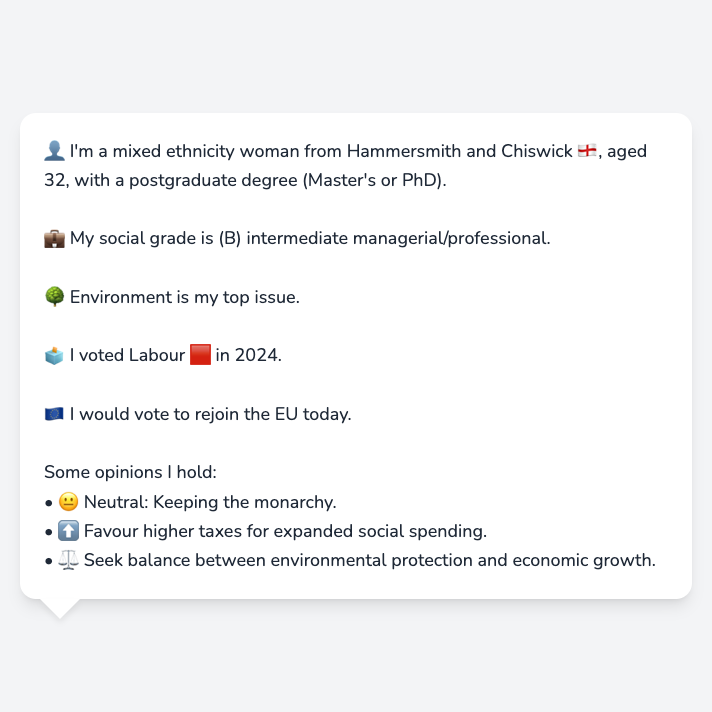 👤 I'm a mixed ethnicity woman from Hammersmith and Chiswick 🏴󠁧󠁢󠁥󠁮󠁧󠁿, aged
32, with a postgraduate degree (Master's or PhD).
💼 My social grade is (B) intermediate managerial/professional.
🌳 Environment is my top issue.
🗳️ I voted Labour 🟥 in 2024.
🇪🇺 I would vote to rejoin the EU today.
Some opinions I hold:
• 😐 Neutral: Keeping the monarchy.
• ⬆️ Favour higher taxes for expanded social spending.
• ⚖️ Seek balance between environmental protection and economic growth.